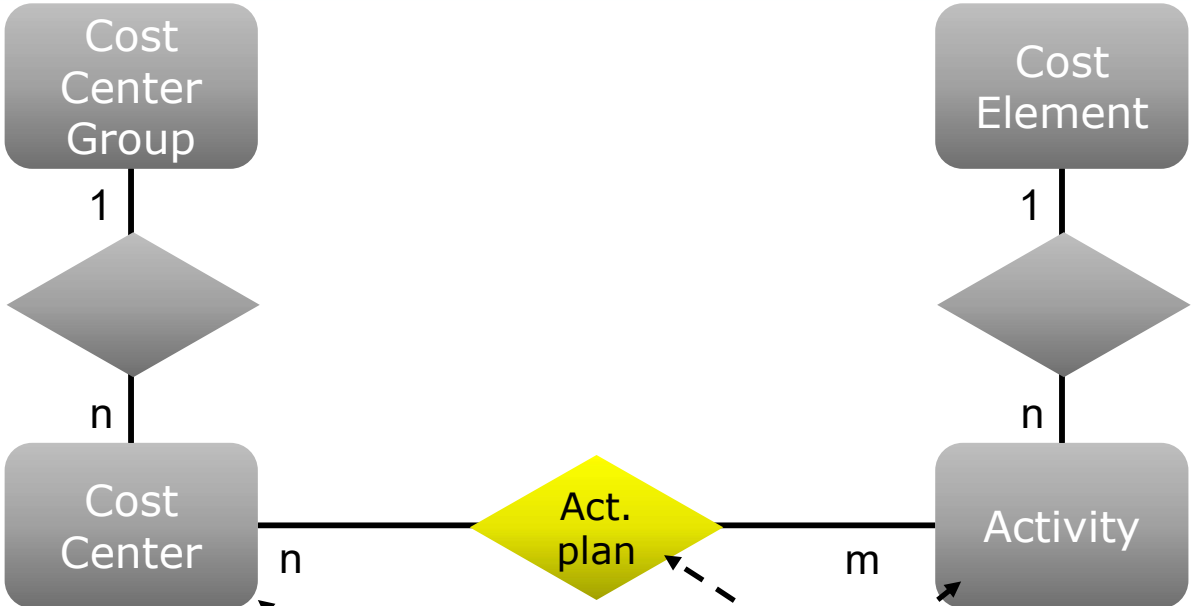 Cost
Center
Group
Cost
Element
1
1
n
n
Cost
Center
Act.
plan
Activity
n
m